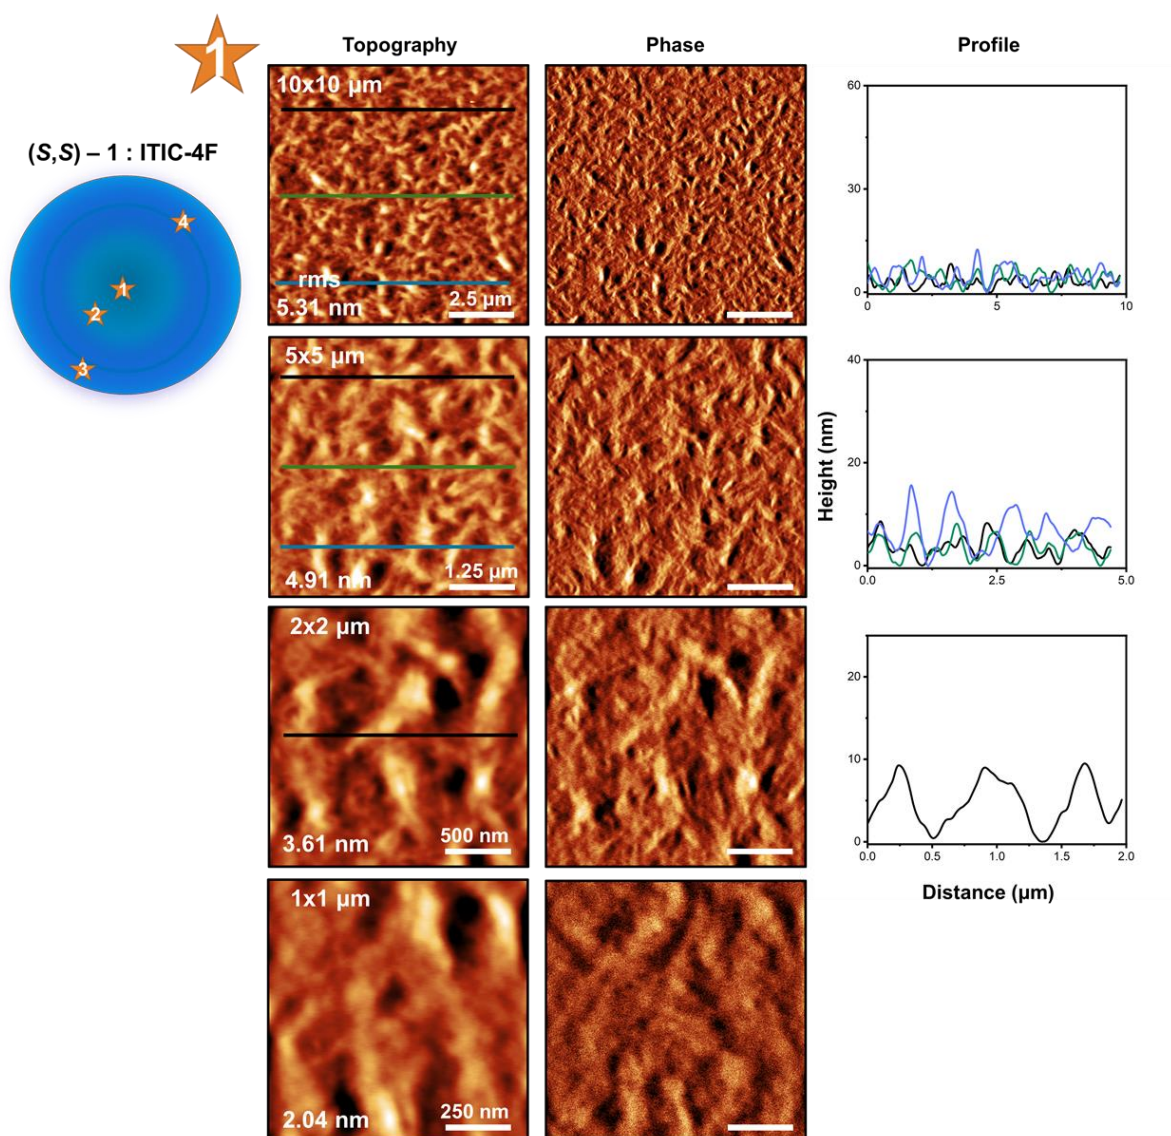 1
Topography
Phase
Profile
(S,S) – 1 : ITIC-4F
4
1
2
3
10x10 µm
rms
5.31 nm
2.5 µm
60
30
0
0
5
10
5x5 µm
4.91 nm
1.25 µm
Height (nm)
40
20
0
0.0
2.5
5.0
2x2 µm
3.61 nm
500 nm
20
10
0
0.0
0.5
1.0
1.5
2.0
Distance (µm)
1x1 µm
2.04 nm
250 nm